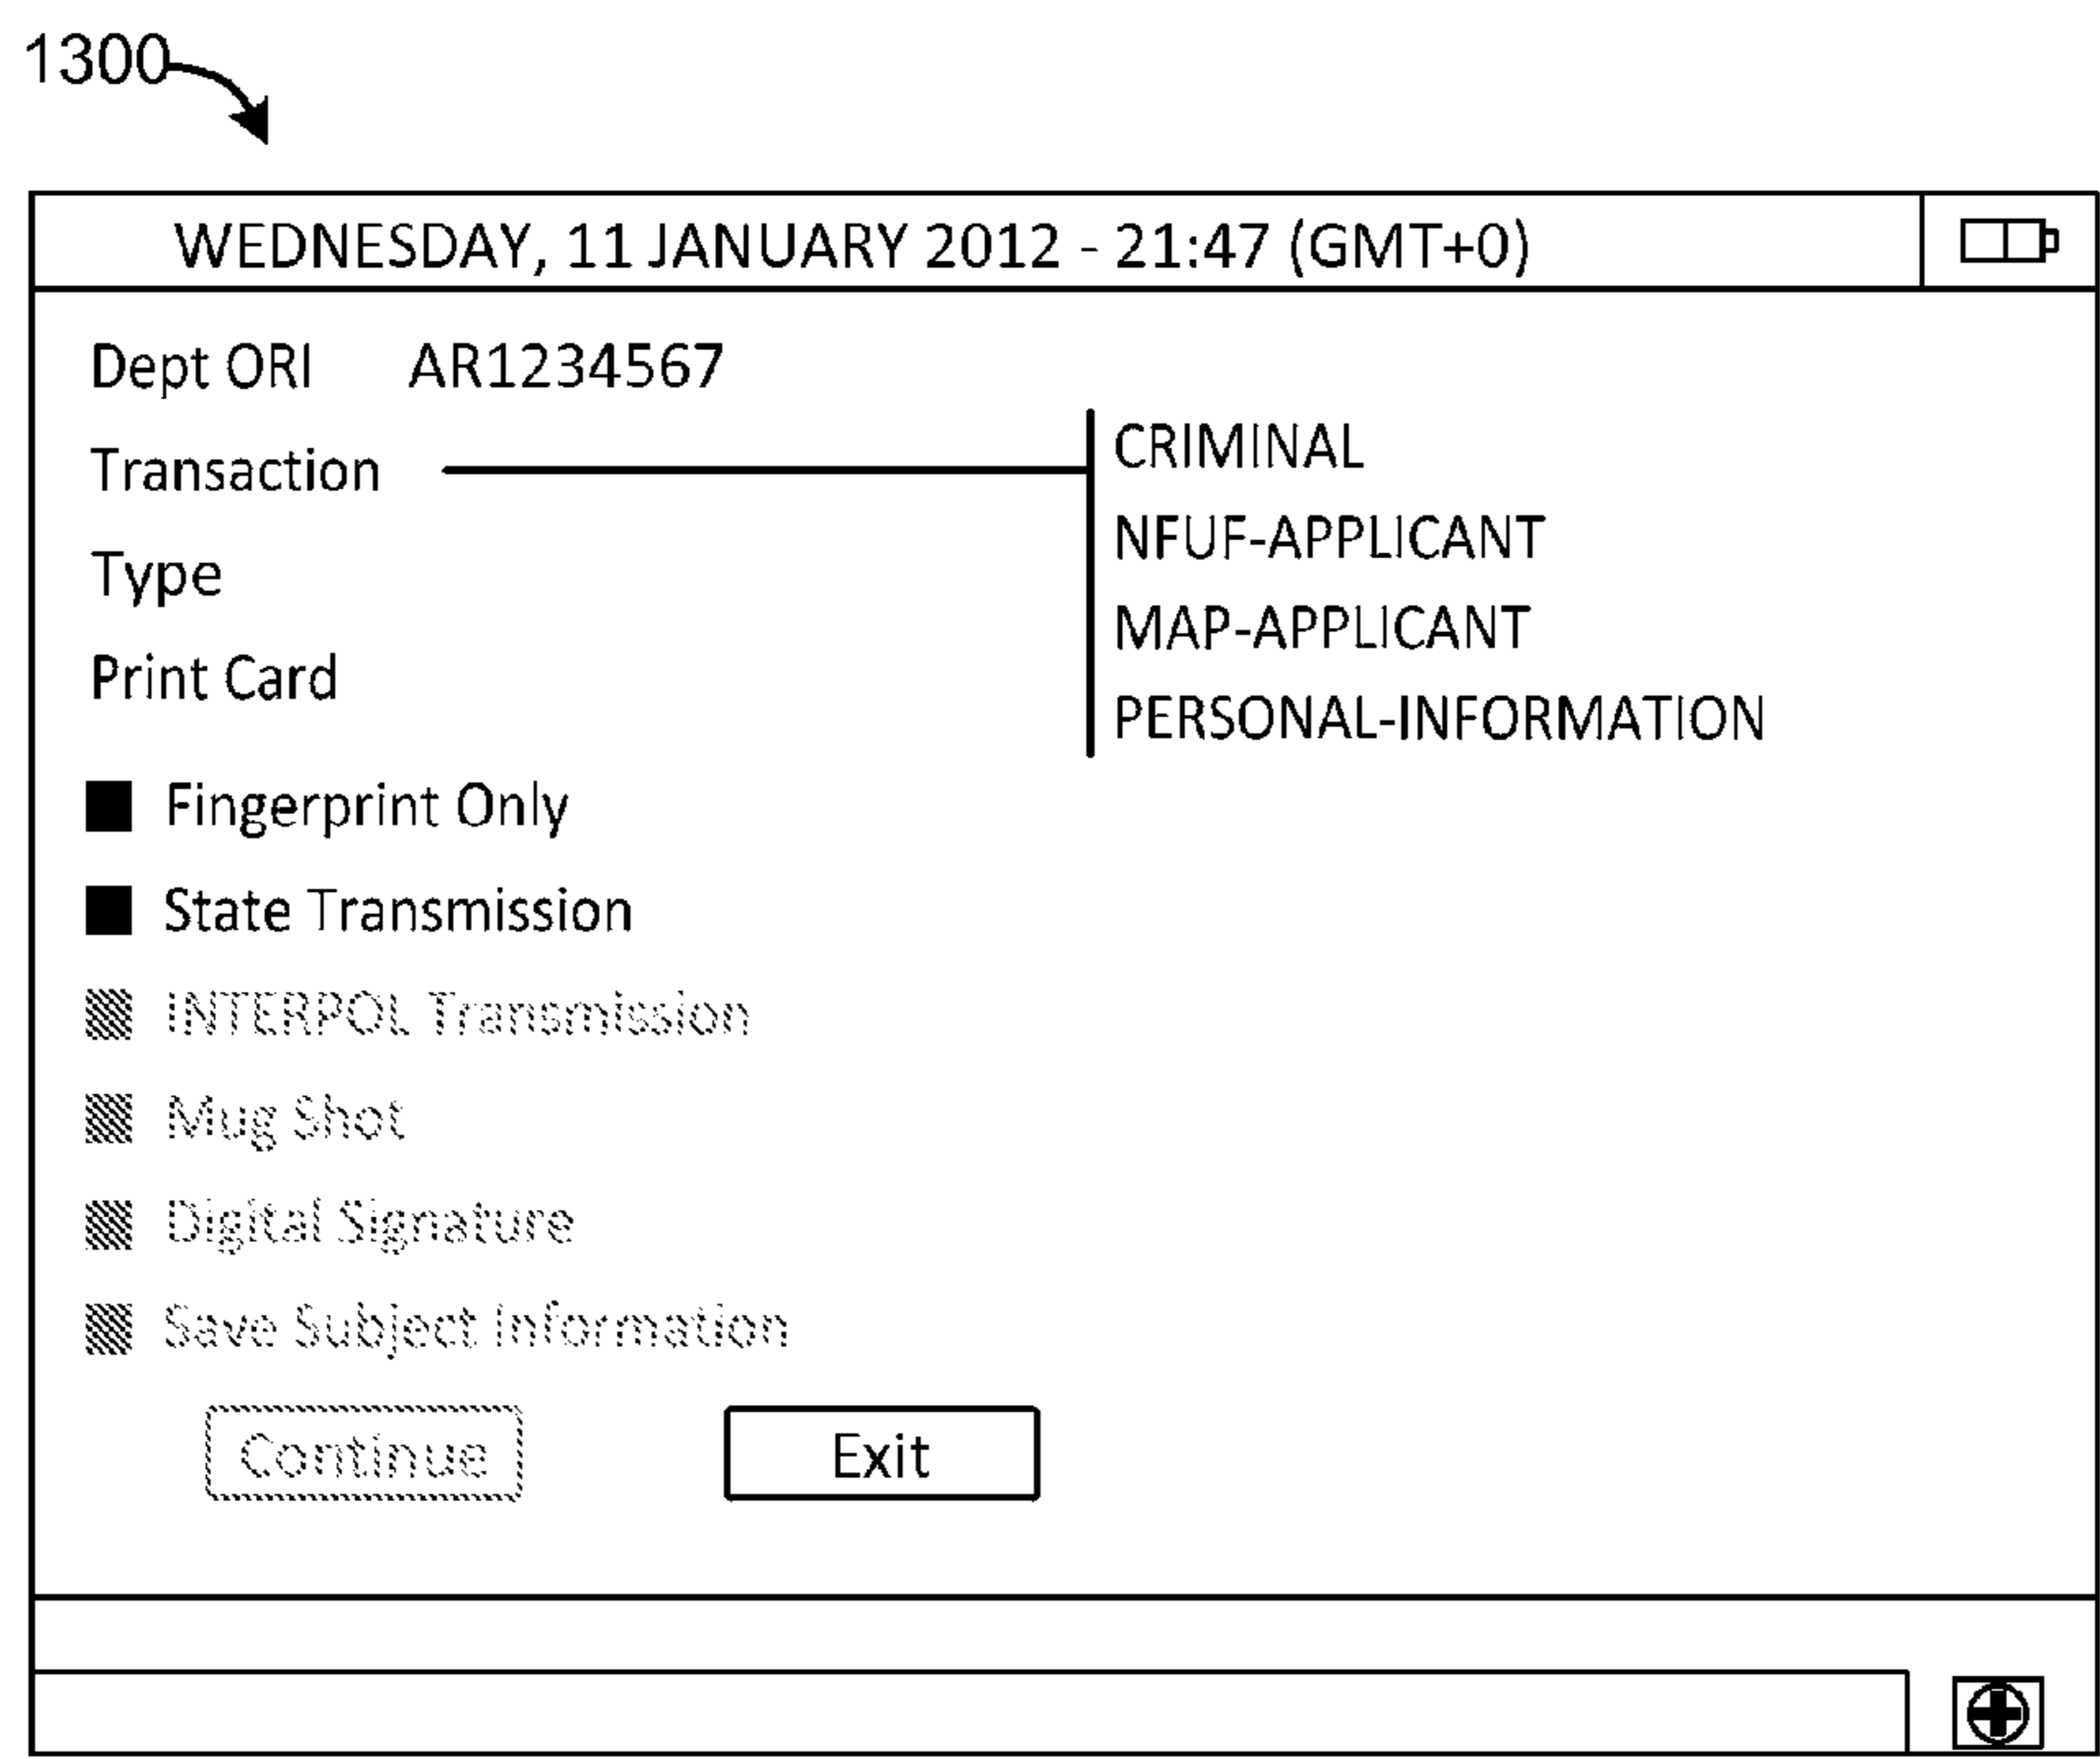 1300
WEDNESDAY, 11 JANUARY 2012 - 21:47 (GMT+0)
Dept ORI AR1234567
Transaction
CRIMINAL
NFUF-APPLICANT
MAP-APPLICANT
PERSONAL-INFORMATION
Type
Print Card
Fingerprint Only
State Transmission
INTERPOL Transmission
Mug Shot
Digital Signature
Save Subject Information
Continue Exit